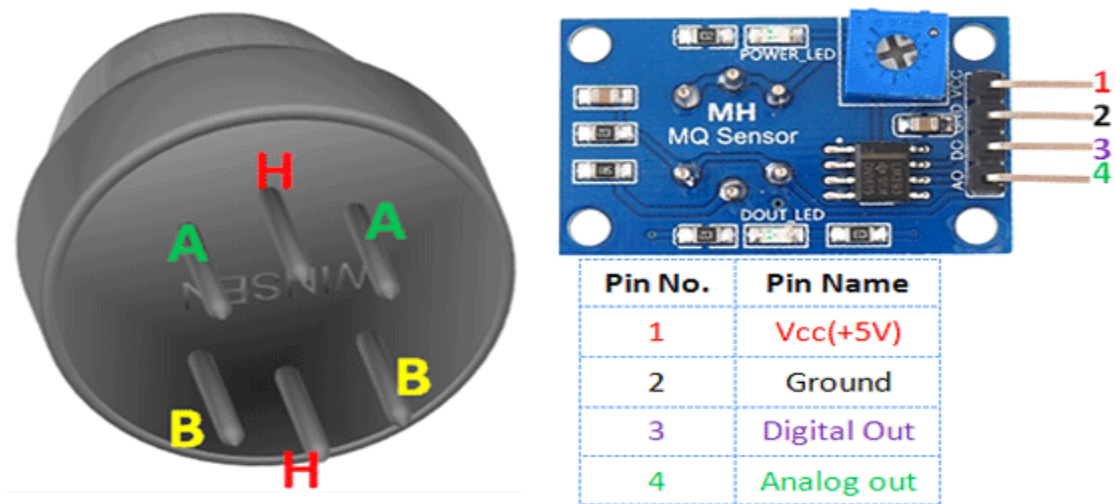 H
A
A
WINSEN
B
B
H
POWER_LED
MH
MQ Sensor
DOUT_LED
VCC
GND
DO
AO
1
2
3
4
Pin No. Pin Name
1 Vcc(+5V)
2 Ground
3 Digital Out
4 Analog out